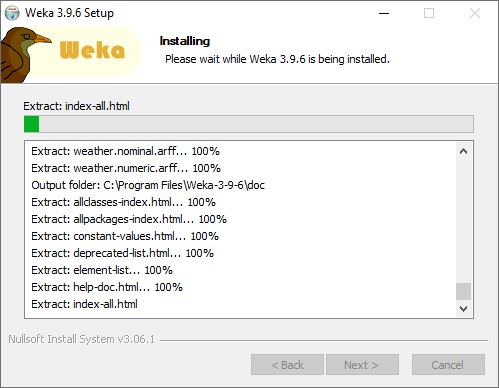 Weka 3.9.6 Setup
Weka
Installing
Please wait while Weka 3.9.6 is being installed.
Extract: index-all.html
Extract: weather.nominal.arff... 100%
Extract: weather.numeric.arff... 100%
Output folder: C:\Program Files\Weka-3-9-6\doc
Extract: allclasses-index.html... 100%
Extract: allpackages-index.html... 100%
Extract: constant-values.html... 100%
Extract: deprecated-list.html... 100%
Extract: element-list... 100%
Extract: help-doc.html... 100%
Extract: index-all.html
Nullsoft Install System v3.06.1
< Back Next > Cancel